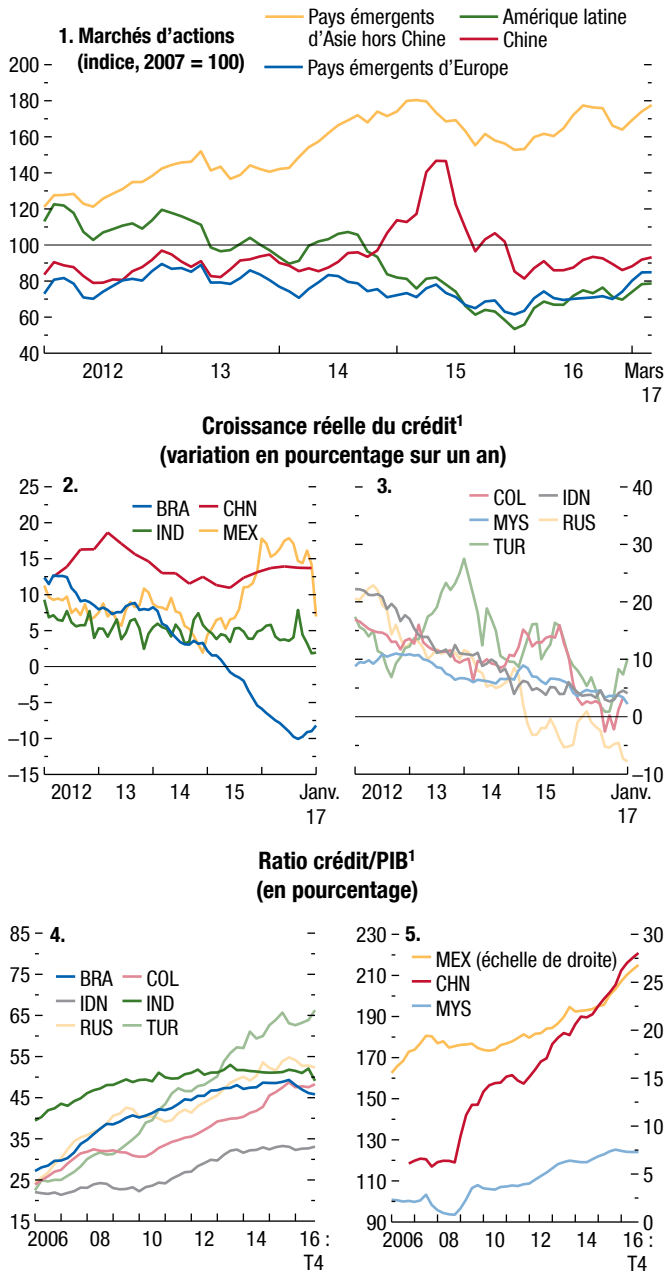 1. Marchés d'actions
(indice, 2007 = 100)
Pays émergents
d'Asie hors Chine
Amérique latine
Chine
Pays émergents d'Europe
200
180
160
140
120
100
80
60
40
2012
13
14
15
16
Mars
17
Croissance réelle du crédit¹
(variation en pourcentage sur un an)
2.
BRA
CHN
IND
MEX
25
20
15
10
5
0
–5
–10
–15
2012
13
14
15
Janv.
17
3.
COL
IDN
MYS
RUS
TUR
40
30
20
10
0
–10
2012
13
14
15
Janv.
17
Ratio crédit/PIB¹
(en pourcentage)
4.
BRA
COL
IDN
IND
RUS
TUR
85
75
65
55
45
35
25
15
2006
08
10
12
14
16 :
T4
5.
MEX (échelle de droite)
CHN
MYS
230
210
190
170
150
130
110
90
30
25
20
15
10
5
0
2006
08
10
12
14
16 :
T4